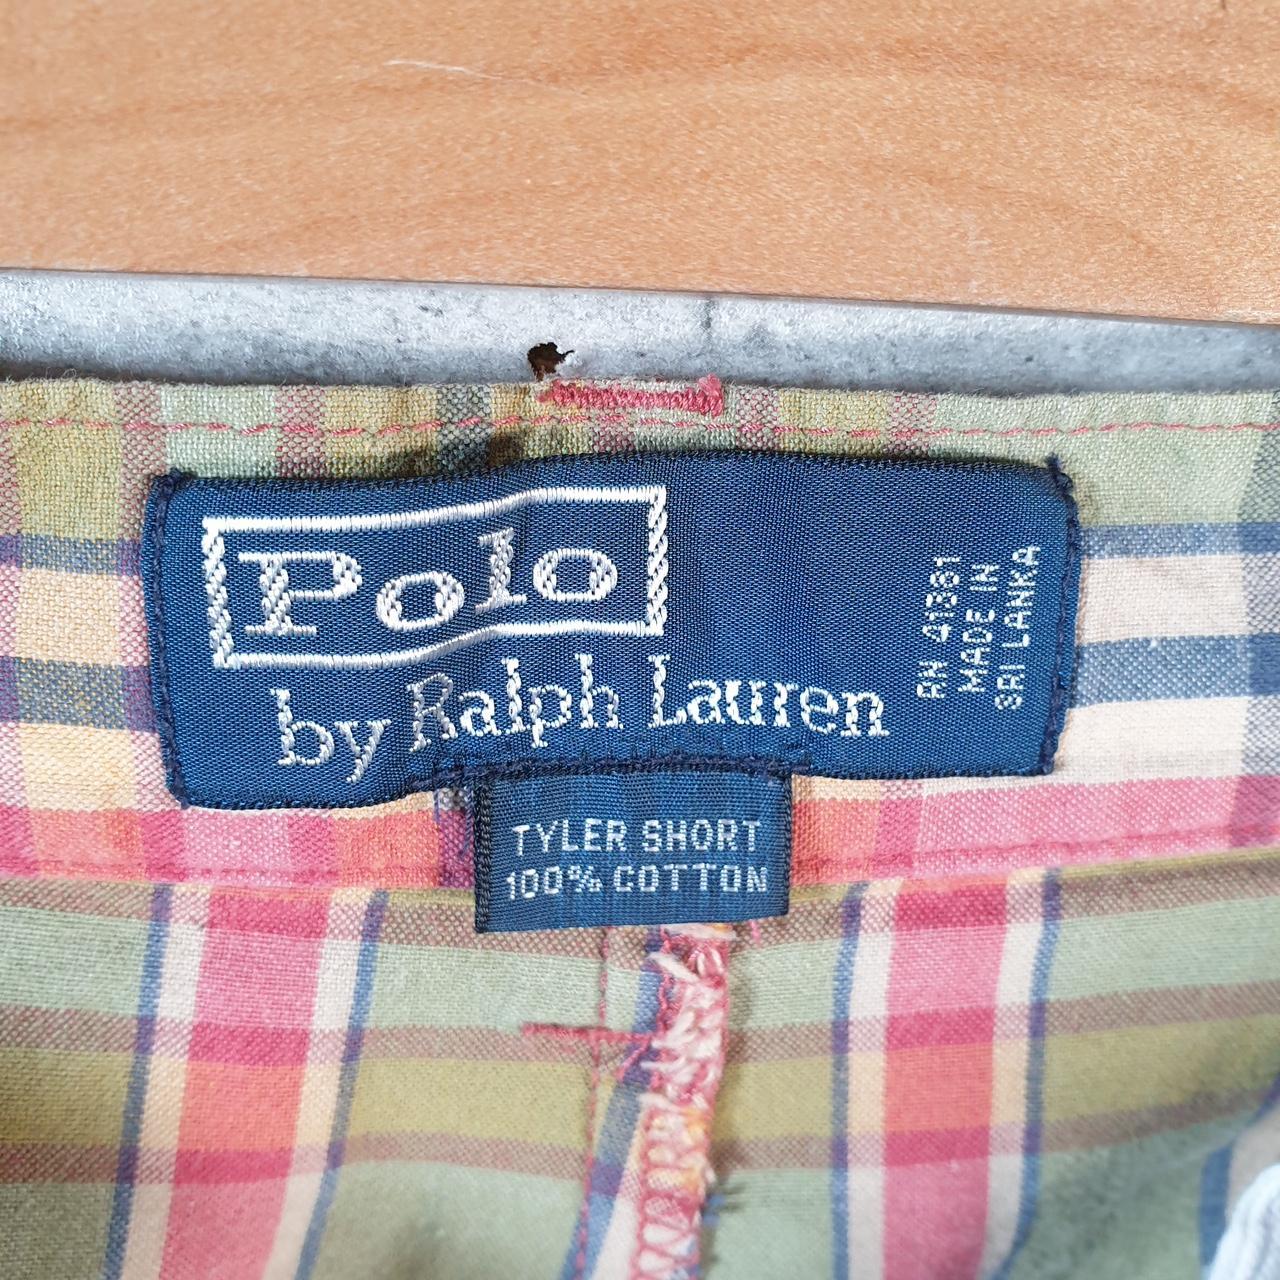 Polo
by Ralph Lauren
RN 41381
MADE IN
SRI LANKA
TYLER SHORT
100% COTTON